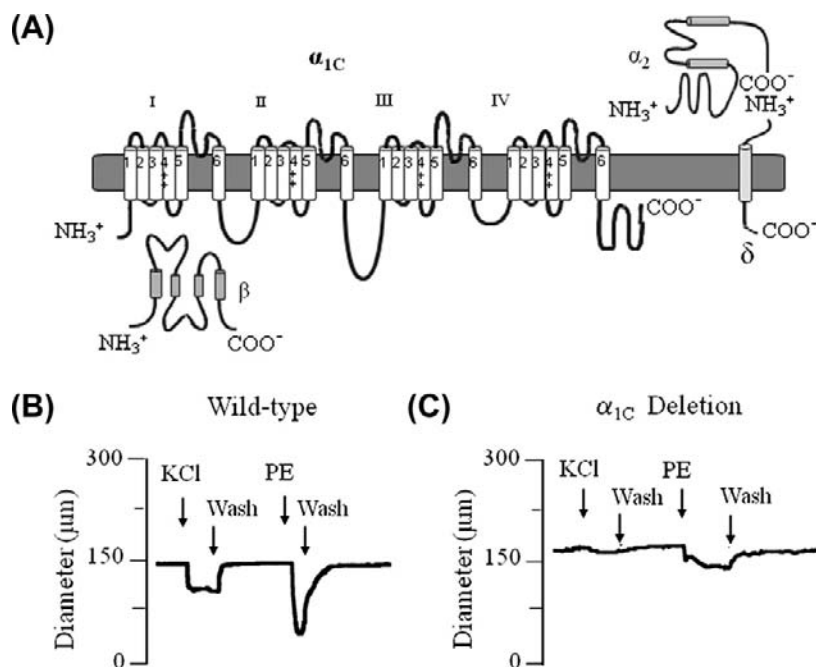 (A)
α1C
α2
COO⁻
NH3⁺
NH3⁺
I II III IV
1 2 3 4 5 6 1 2 3 4 5 6 1 2 3 4 5 6 1 2 3 4 5 6
++ ++ ++ ++
NH3⁺
COO⁻
COO⁻
δ
β
NH3⁺
COO⁻
(B) Wild-type
Diameter (µm)
300
150
0
KCl
Wash
PE
Wash
(C) α1C Deletion
Diameter (µm)
300
150
0
KCl
Wash
PE
Wash